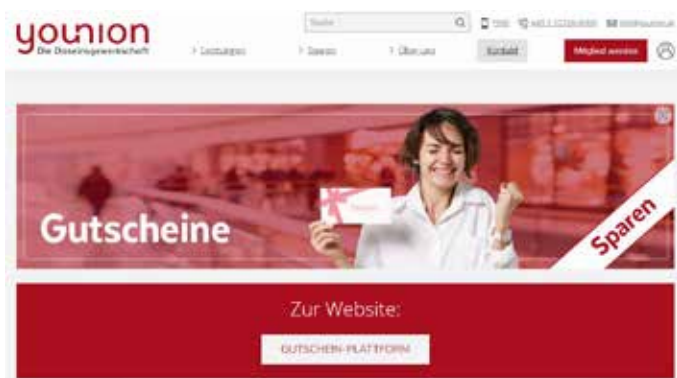 younion
Die Daseinsgewerkschaft
Suche
> Leistungen
> Sparen
> Über uns
Kontakt
Mitglied werden
Gutscheine
Sparen
Zur Website:
GUTSCHEIN-PLATTFORM